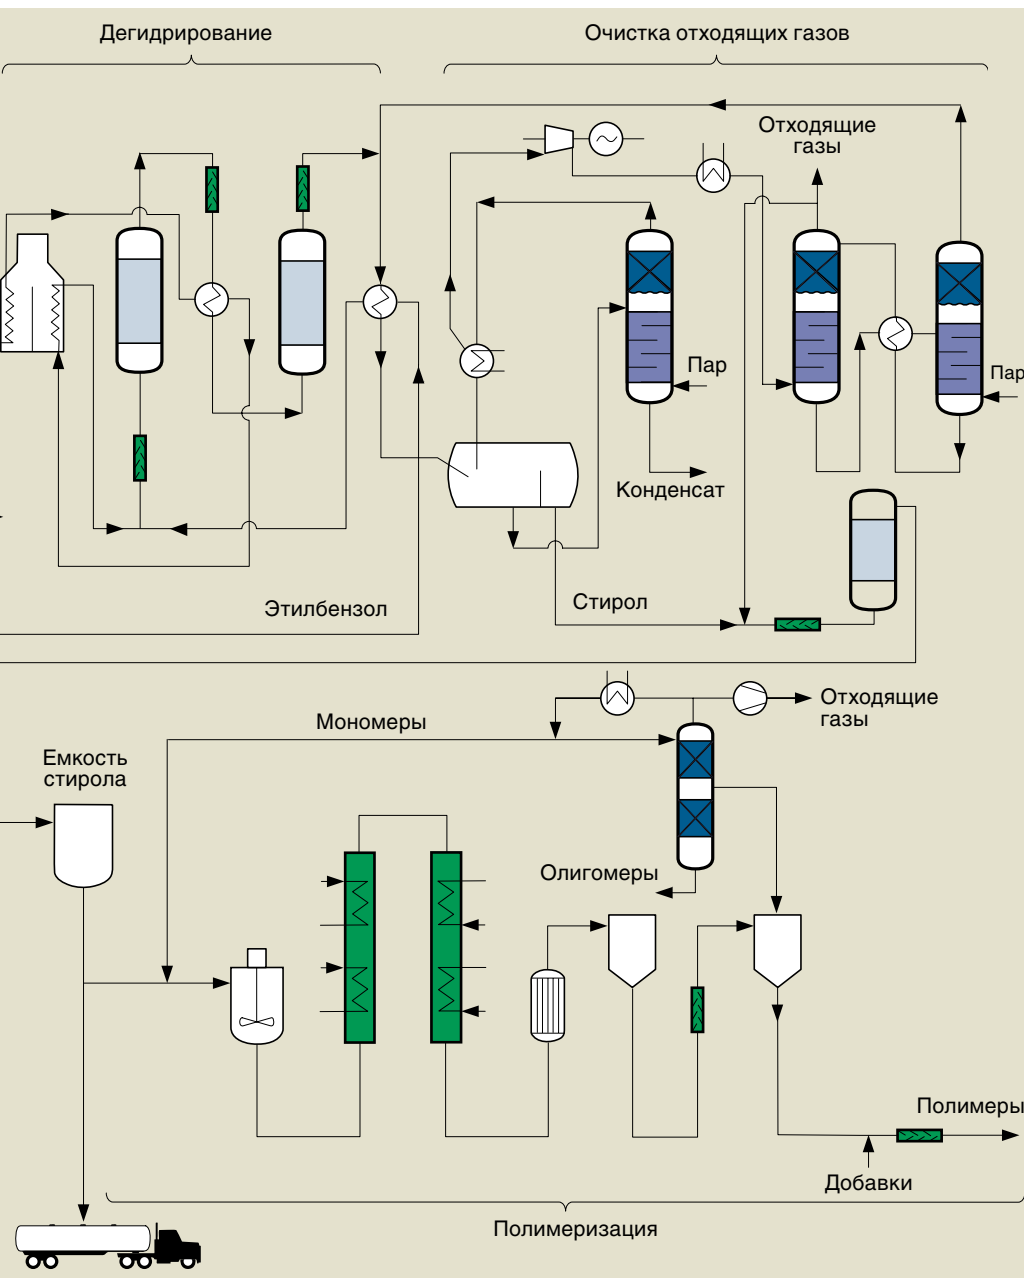 Дегидрирование
Очистка отходящих газов
Отходящие
газы
Пар
Пар
Конденсат
Этилбензол
Стирол
Отходящие
газы
Мономеры
Емкость
стирола
Олигомеры
Полимеры
Добавки
Полимеризация